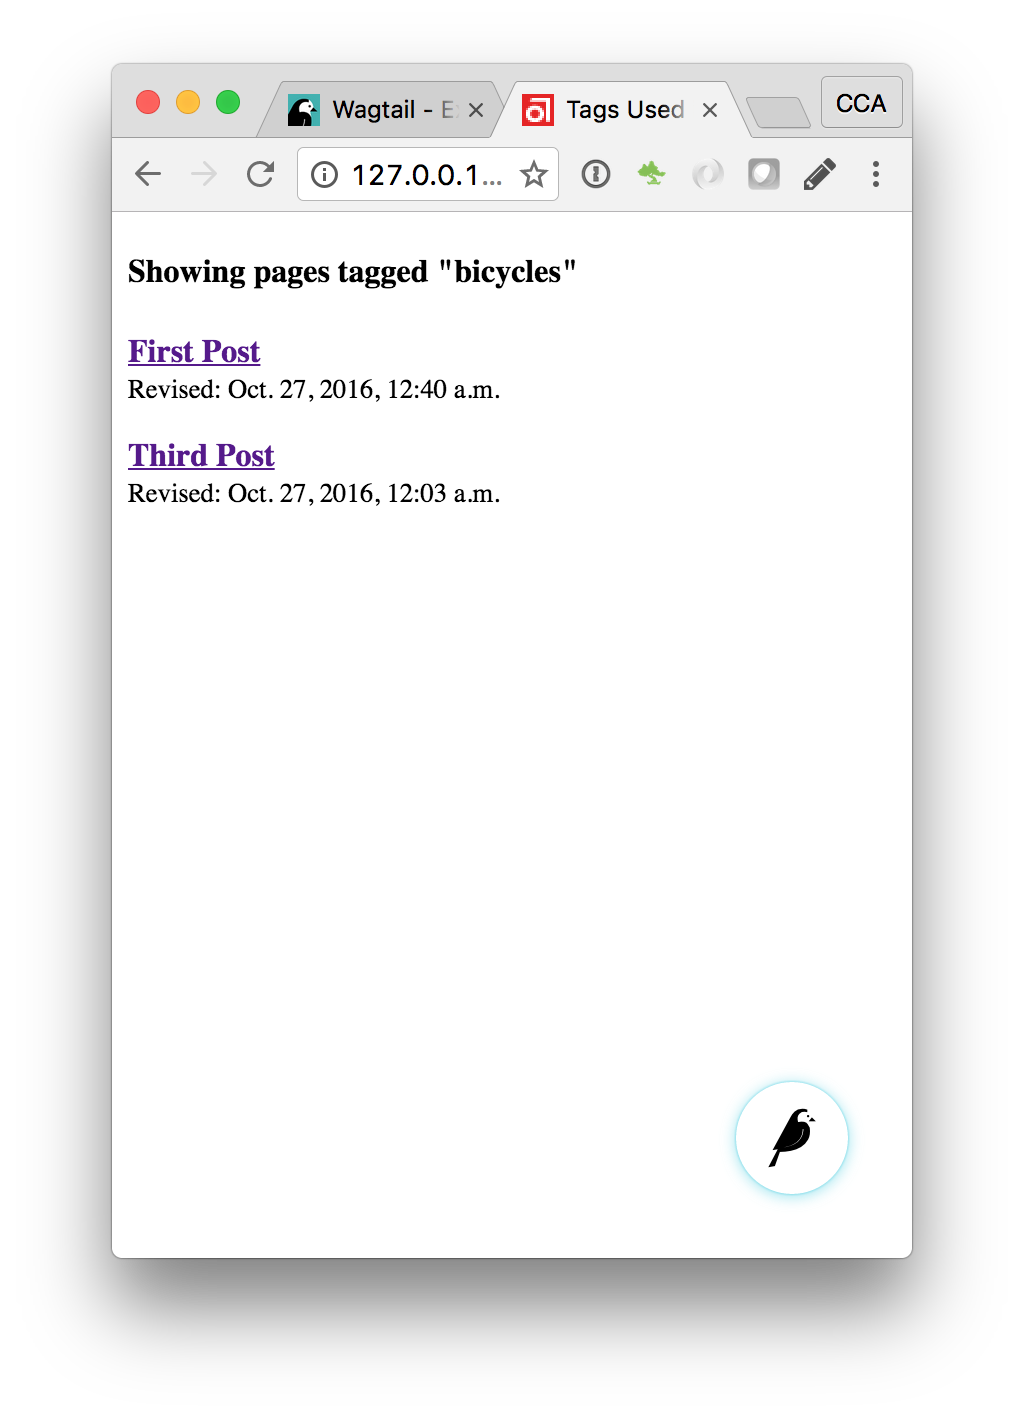 Wagtail - E
Tags Used
CCA
127.0.0.1...
Showing pages tagged "bicycles"
First Post
Revised: Oct. 27, 2016, 12:40 a.m.
Third Post
Revised: Oct. 27, 2016, 12:03 a.m.